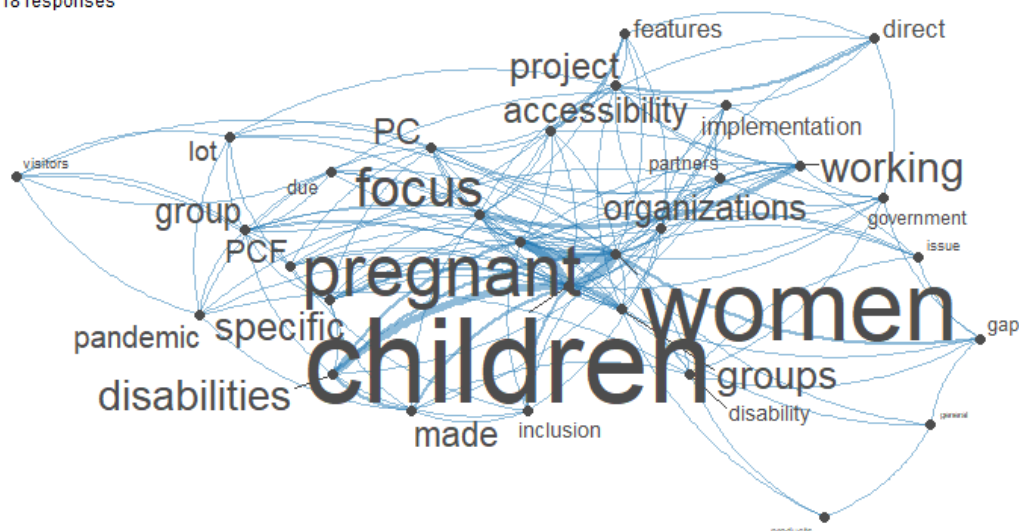 18 responses
features
direct
project
accessibility
implementation
PC
lot
visitors
partners
working
due
focus
group
organizations
government
PCF
issue
pregnant
women
pandemic
specific
gap
children
disabilities
groups
disability
general
made
inclusion